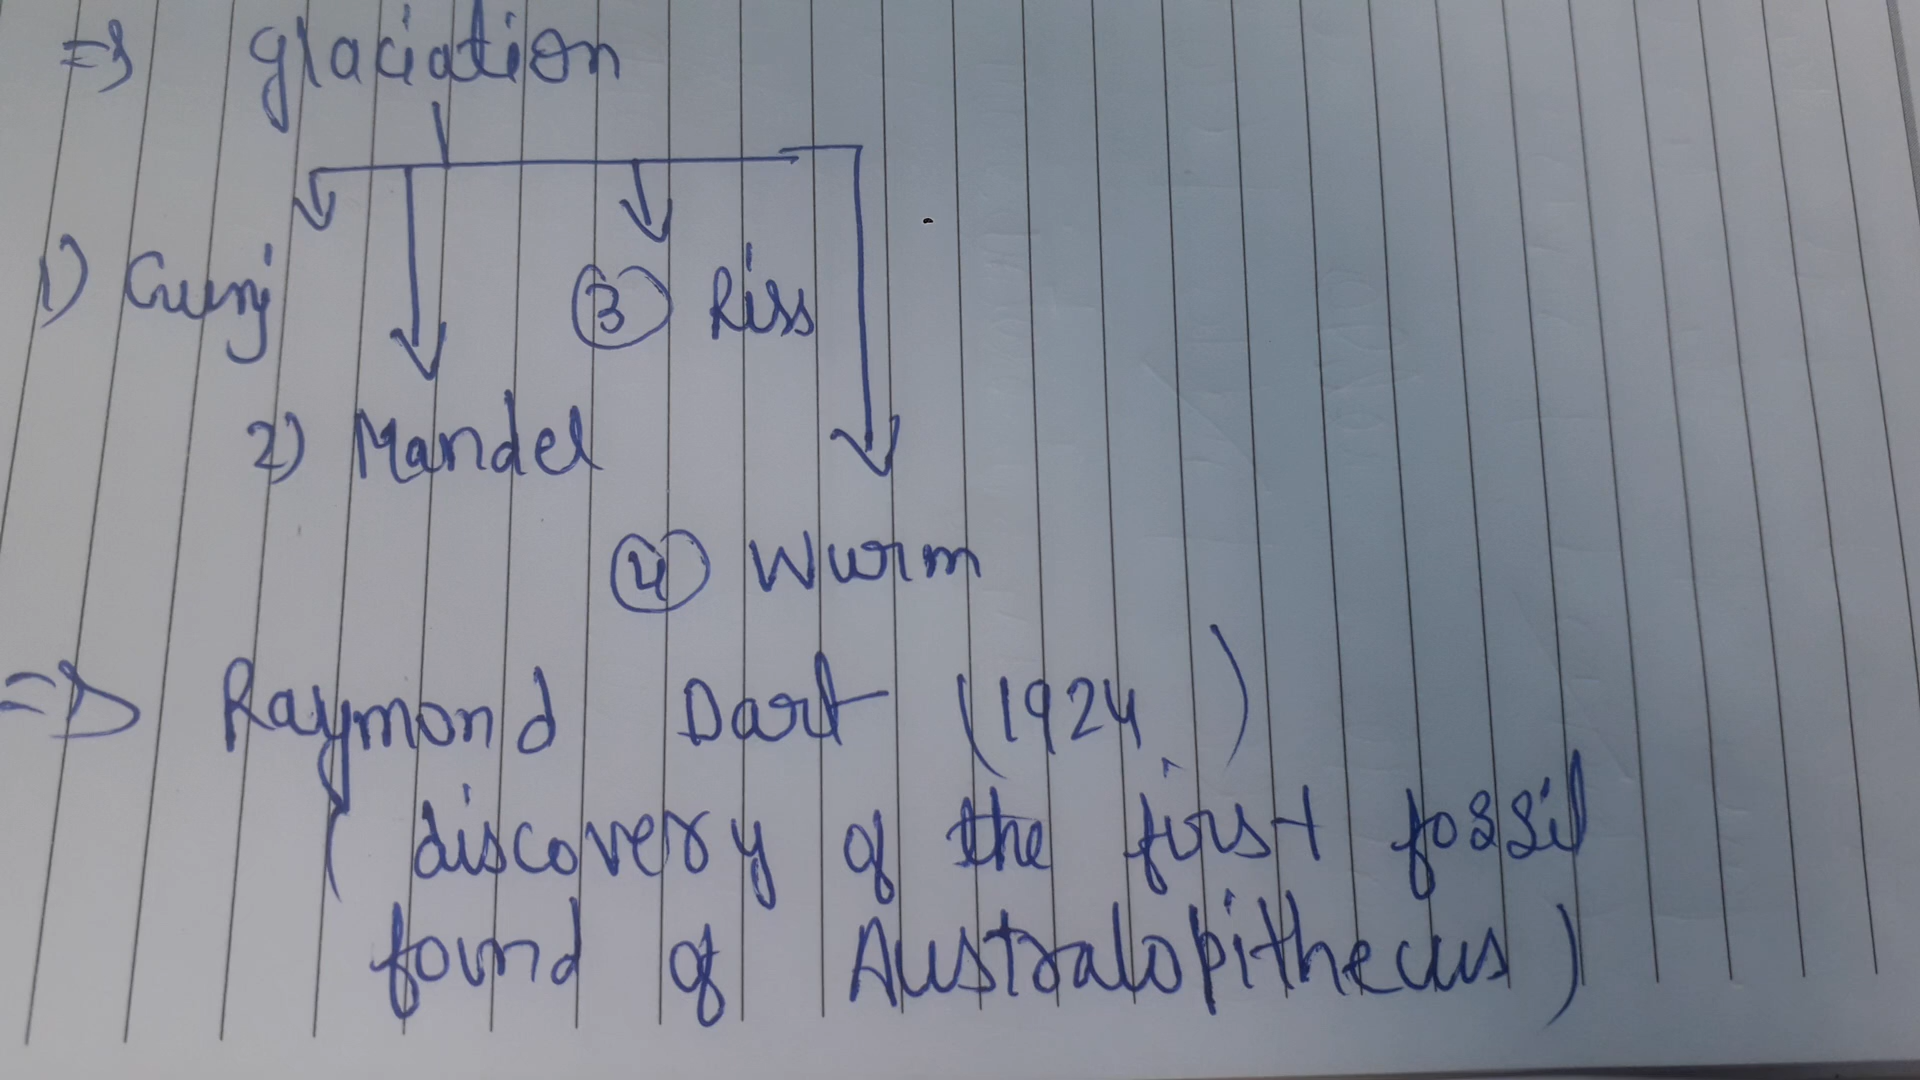 => glaciation
1) Gunj
③ Riss
2) Mandel
④ Wurm
=> Raymond Dart (1924)
( discovery of the first fossil
found of Australopithecus)